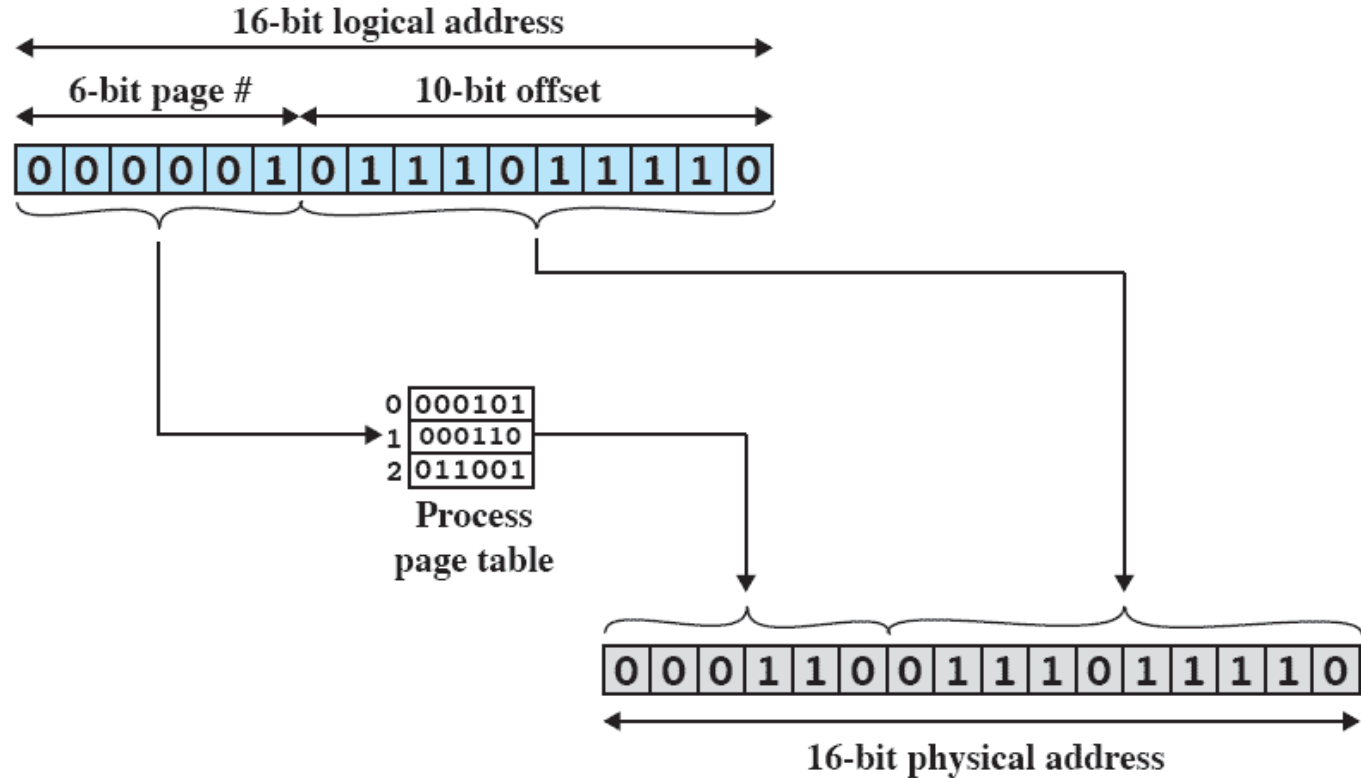 16-bit logical address
6-bit page # 10-bit offset
0 0 0 0 0 1 0 1 1 1 0 1 1 1 1 0
0 000101
1 000110
2 011001
Process
page table
0 0 0 1 1 0 0 1 1 1 0 1 1 1 1 0
16-bit physical address